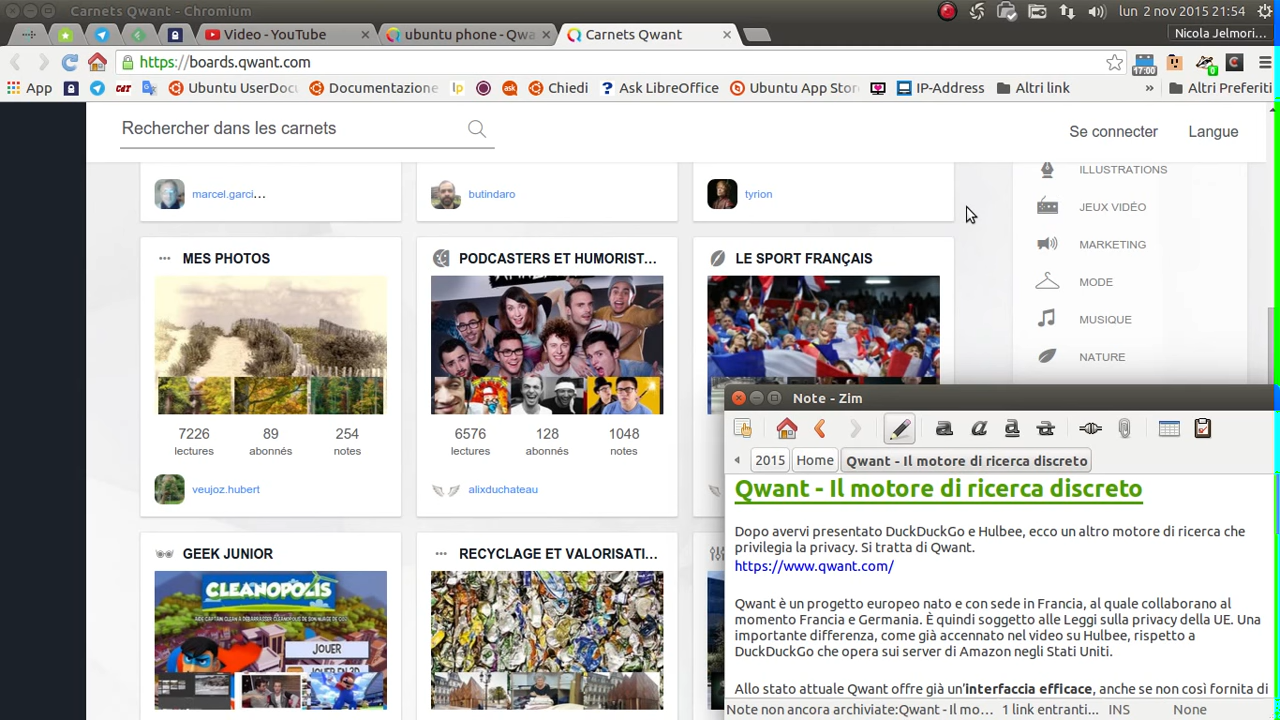 Carnets Qwant - Chromium
lun 2 nov 2015 21:54
Video - YouTube
ubuntu phone - Qwa
Carnets Qwant
Nicola Jelmori...
https://boards.qwant.com
17:00
0
App
Ubuntu UserDocu
Documentazione
lp
ask
Chiedi
? Ask LibreOffice
Ubuntu App Stor
IP-Address
Altri link
»
Altri Preferiti
Rechercher dans les carnets
Se connecter
Langue
marcel.garci...
butindaro
tyrion
ILLUSTRATIONS
JEUX VIDÉO
MARKETING
MODE
MUSIQUE
NATURE
MES PHOTOS
PODCASTERS ET HUMORIST...
LE SPORT FRANÇAIS
7226
89
254
lectures
abonnés
notes
6576
128
1048
lectures
abonnés
notes
veujoz.hubert
alixduchateau
GEEK JUNIOR
RECYCLAGE ET VALORISATI...
CLEANOPOLIS
JOUER
JOUER EN 3D
Note - Zim
2015
Home
Qwant - Il motore di ricerca discreto
Qwant - Il motore di ricerca discreto
Dopo avervi presentato DuckDuckGo e Hulbee, ecco un altro motore di ricerca che
privilegia la privacy. Si tratta di Qwant.
https://www.qwant.com/
Qwant è un progetto europeo nato e con sede in Francia, al quale collaborano al
momento Francia e Germania. È quindi soggetto alle Leggi sulla privacy della UE. Una
importante differenza, come già accennato nel video su Hulbee, rispetto a
DuckDuckGo che opera sui server di Amazon negli Stati Uniti.
Allo stato attuale Qwant offre già un'interfaccia efficace, anche se non così fornita di
Note non ancora archiviate:Qwant - Il mo...
1 link entranti...
INS
None